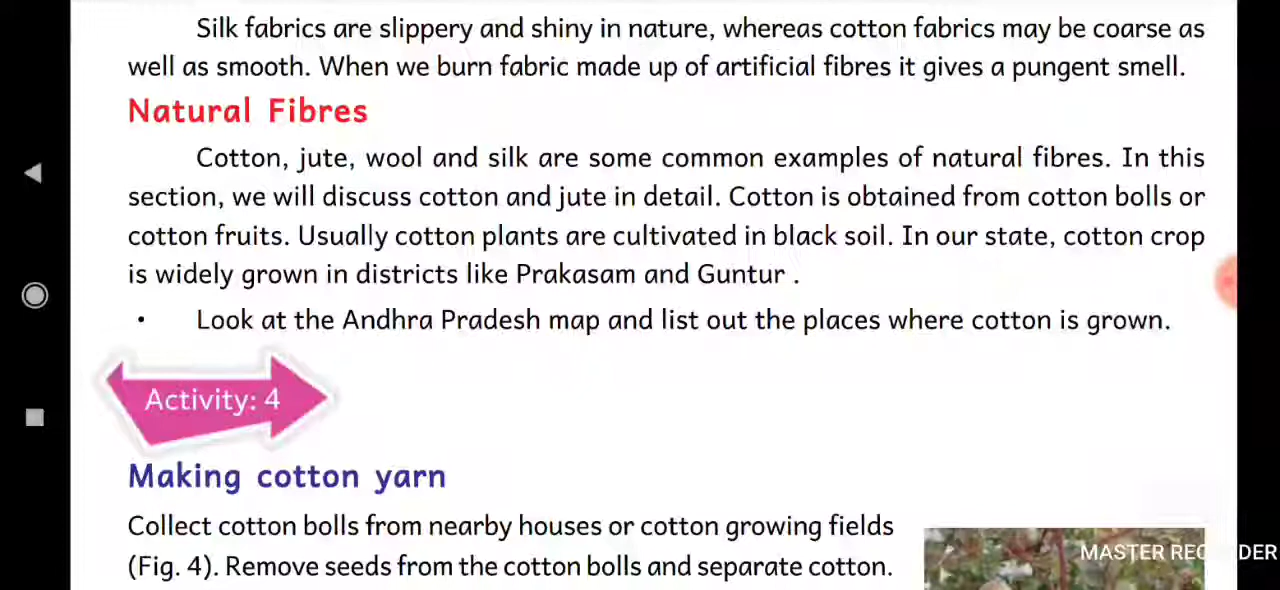 Silk fabrics are slippery and shiny in nature, whereas cotton fabrics may be coarse as
well as smooth. When we burn fabric made up of artificial fibres it gives a pungent smell.
Natural Fibres
Cotton, jute, wool and silk are some common examples of natural fibres. In this
section, we will discuss cotton and jute in detail. Cotton is obtained from cotton bolls or
cotton fruits. Usually cotton plants are cultivated in black soil. In our state, cotton crop
is widely grown in districts like Prakasam and Guntur .
• Look at the Andhra Pradesh map and list out the places where cotton is grown.
Activity: 4
Making cotton yarn
Collect cotton bolls from nearby houses or cotton growing fields
(Fig. 4). Remove seeds from the cotton bolls and separate cotton.
MASTER RECORDER